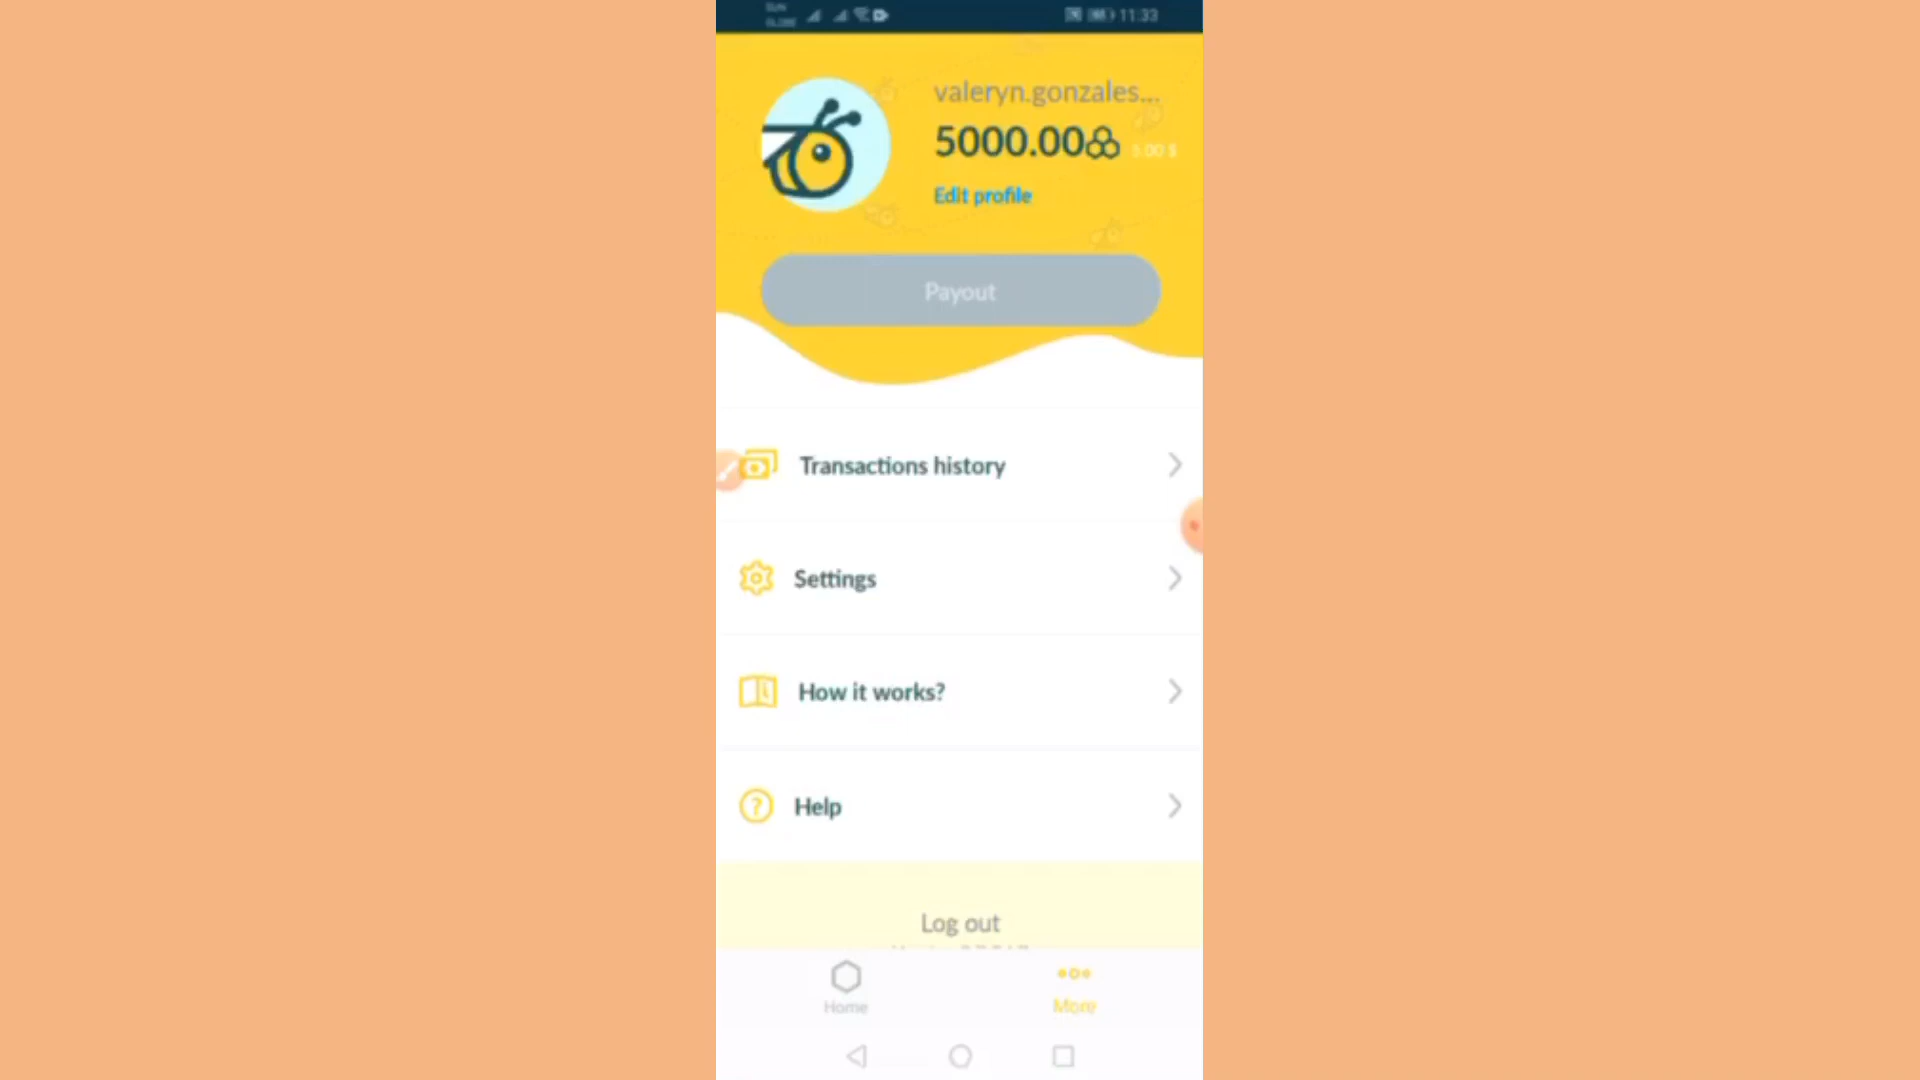 11:33
valeryn.gonzales...
5000.00
5.00 $
Edit profile
Payout
Transactions history
Settings
How it works?
Help
Log out
Home
More